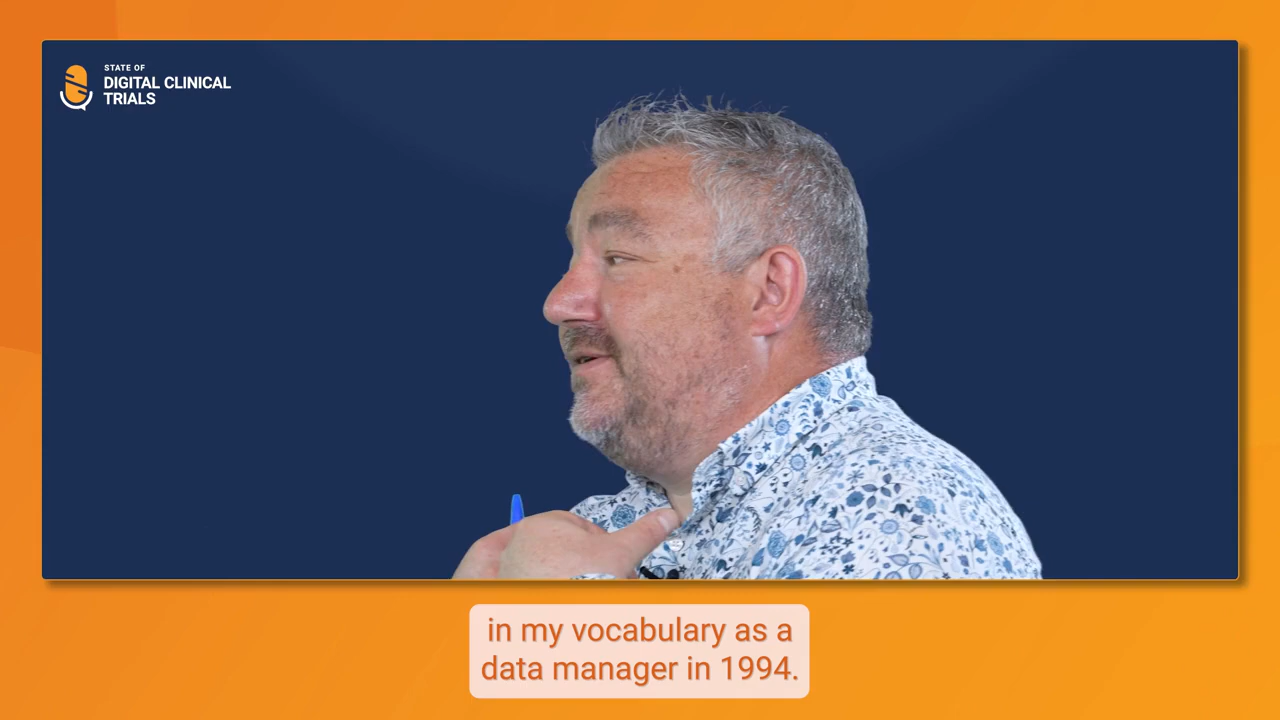 STATE OF
DIGITAL CLINICAL
TRIALS
in my vocabulary as a
data manager in 1994.